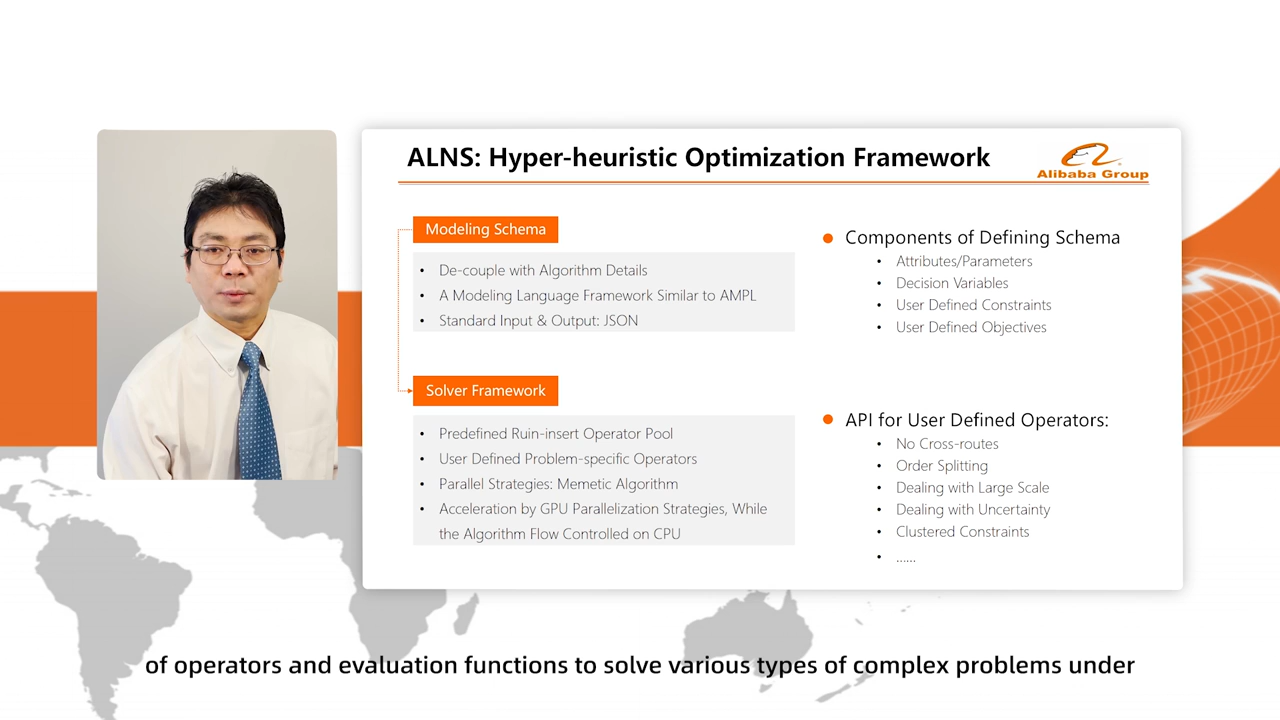 ALNS: Hyper-heuristic Optimization Framework
Alibaba Group
Modeling Schema
• De-couple with Algorithm Details
• A Modeling Language Framework Similar to AMPL
• Standard Input & Output: JSON
Solver Framework
• Predefined Ruin-insert Operator Pool
• User Defined Problem-specific Operators
• Parallel Strategies: Memetic Algorithm
• Acceleration by GPU Parallelization Strategies, While
the Algorithm Flow Controlled on CPU
● Components of Defining Schema
• Attributes/Parameters
• Decision Variables
• User Defined Constraints
• User Defined Objectives
● API for User Defined Operators:
• No Cross-routes
• Order Splitting
• Dealing with Large Scale
• Dealing with Uncertainty
• Clustered Constraints
• ......
of operators and evaluation functions to solve various types of complex problems under